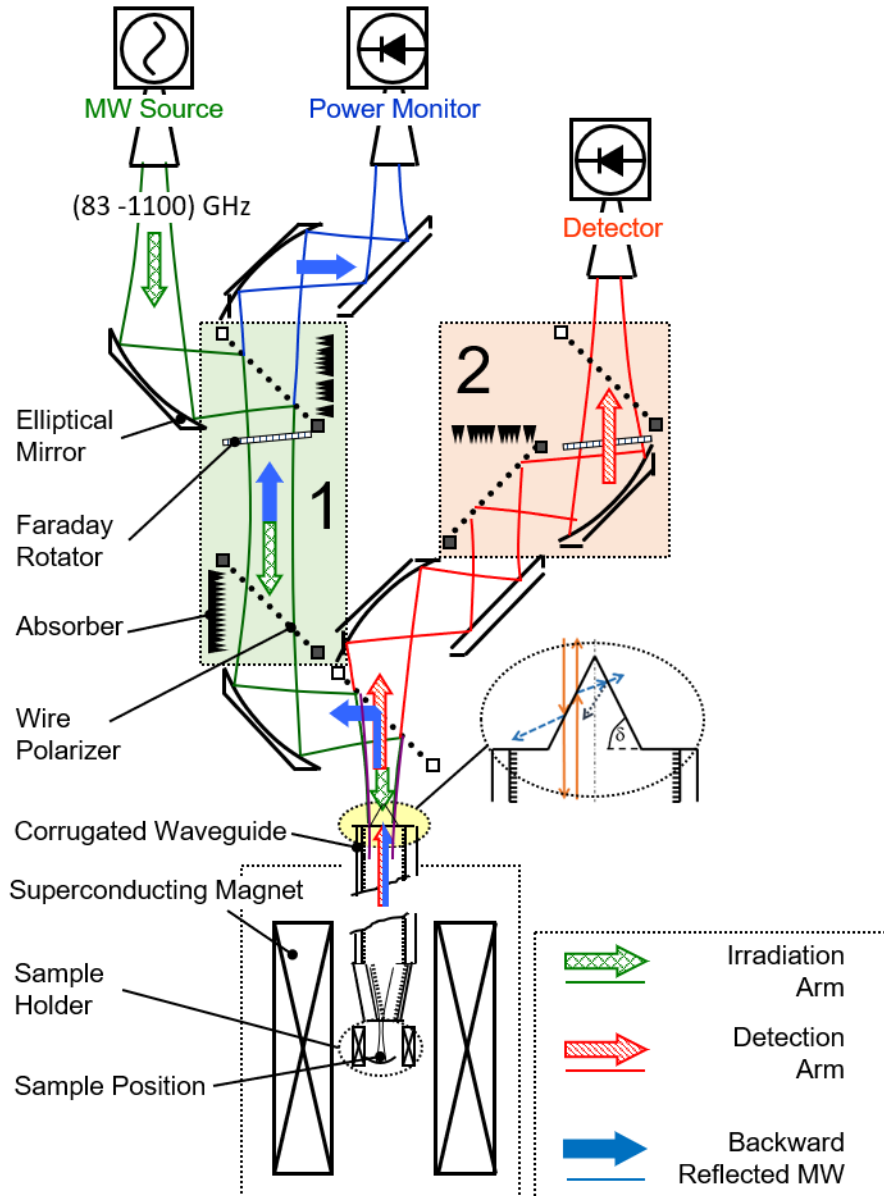 MW Source
Power Monitor
(83 -1100) GHz
Detector
1
2
Elliptical
Mirror
Faraday
Rotator
Absorber
Wire
Polarizer
δ
Corrugated Waveguide
Superconducting Magnet
Sample
Holder
Sample Position
Irradiation
Arm
Detection
Arm
Backward
Reflected MW